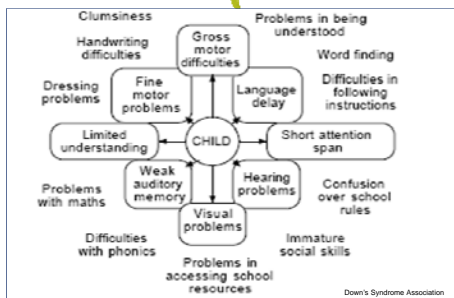 Clumsiness
Problems in being
understood
Gross
motor
difficulties
Handwriting
difficulties
Word finding
Dressing
problems
Fine
motor
problems
Language
delay
Difficulties in
following
instructions
Limited
understanding
CHILD
Short attention
span
Weak
auditory
memory
Hearing
problems
Problems
with maths
Visual
problems
Confusion
over school
rules
Difficulties
with phonics
Immature
social skills
Problems in
accessing school
resources
Down's Syndrome Association